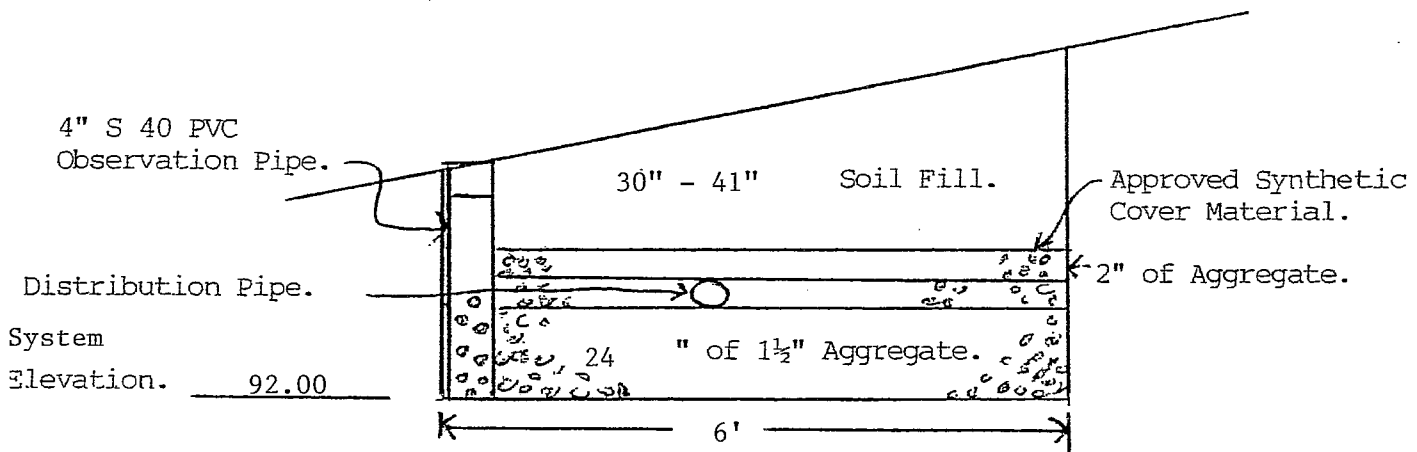 4" S 40 PVC
Observation Pipe.
30" - 41" Soil Fill.
Approved Synthetic
Cover Material.
2" of Aggregate.
Distribution Pipe.
System
Elevation. 92.00
24 " of 1½" Aggregate.
6'